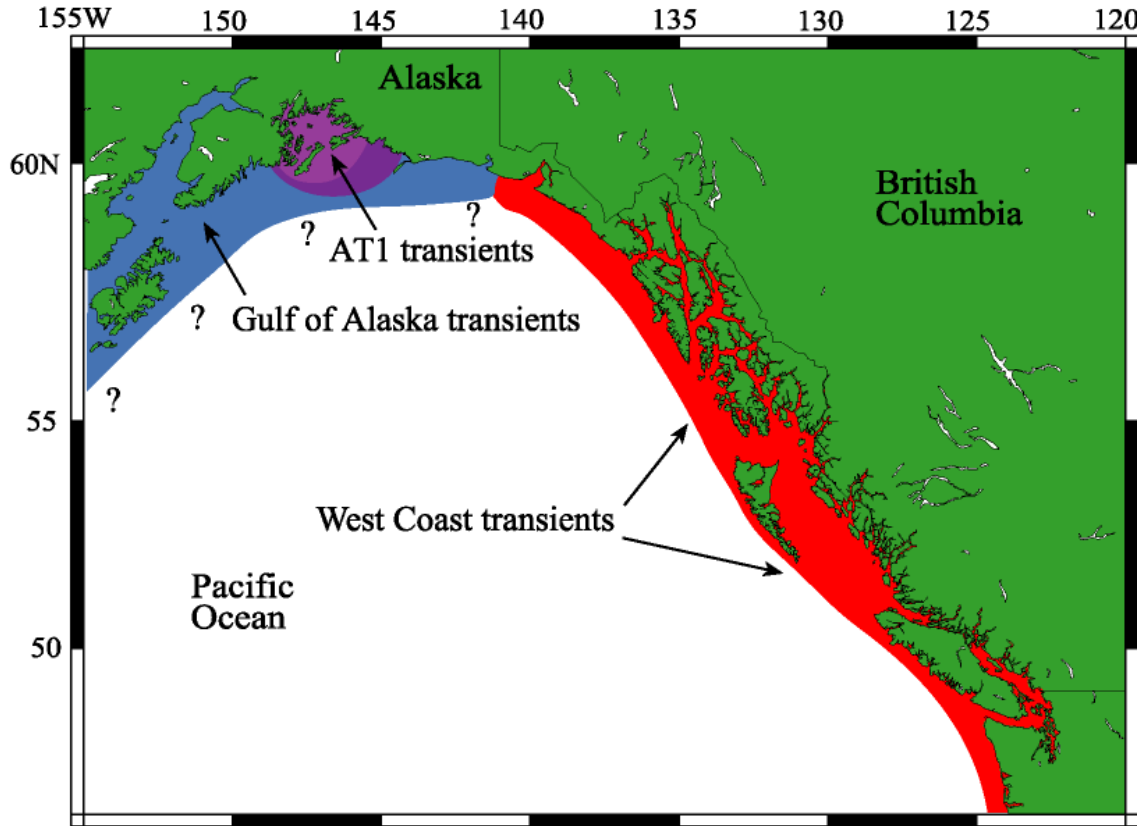 155W 150 145 140 135 130 125 120
Alaska
60N
British
Columbia
?
?
AT1 transients
?
Gulf of Alaska transients
?
55
West Coast transients
Pacific
Ocean
50